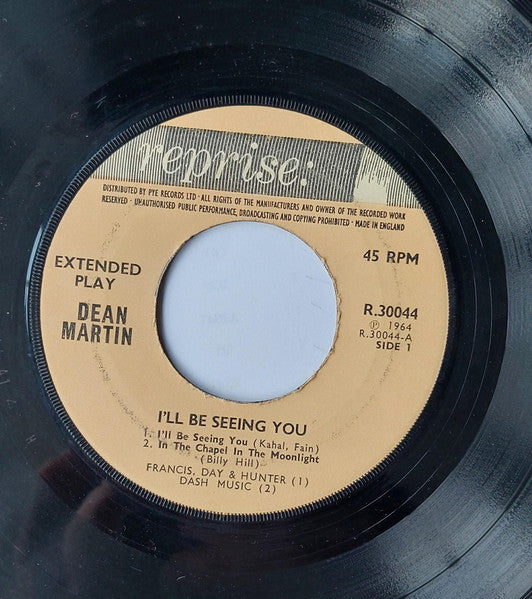 reprise:
DISTRIBUTED BY PYE RECORDS LTD · ALL RIGHTS OF THE MANUFACTURERS AND OWNER OF THE RECORDED WORK
RESERVED · UNAUTHORISED PUBLIC PERFORMANCE, BROADCASTING AND COPYING PROHIBITED · MADE IN ENGLAND
EXTENDED
PLAY
45 RPM
DEAN
MARTIN
R.30044
℗ 1964
R.30044-A
SIDE 1
I'LL BE SEEING YOU
1. I'll Be Seeing You (Kahal, Fain)
2. In The Chapel In The Moonlight
(Billy Hill)
FRANCIS, DAY & HUNTER (1)
DASH MUSIC (2)